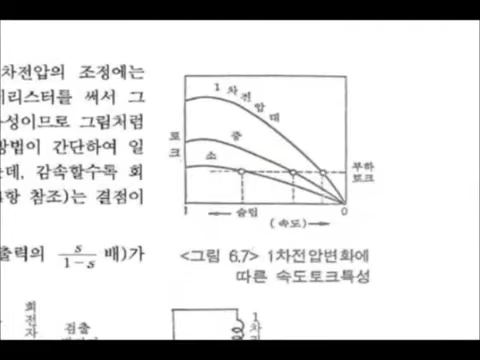 차전압의 조정에는
리스터를 써서 그
성이므로 그림처럼
방법이 간단하여 일
데, 감속할수록 회
항 참조)는 결점이
출력의 s/1-s 배)가
1차전압 대
중
소
토크
부하
토크
1 ← 슬립 0
(속도) →
<그림 6.7> 1차전압변화에
따른 속도토크특성
회전자
검출
1차